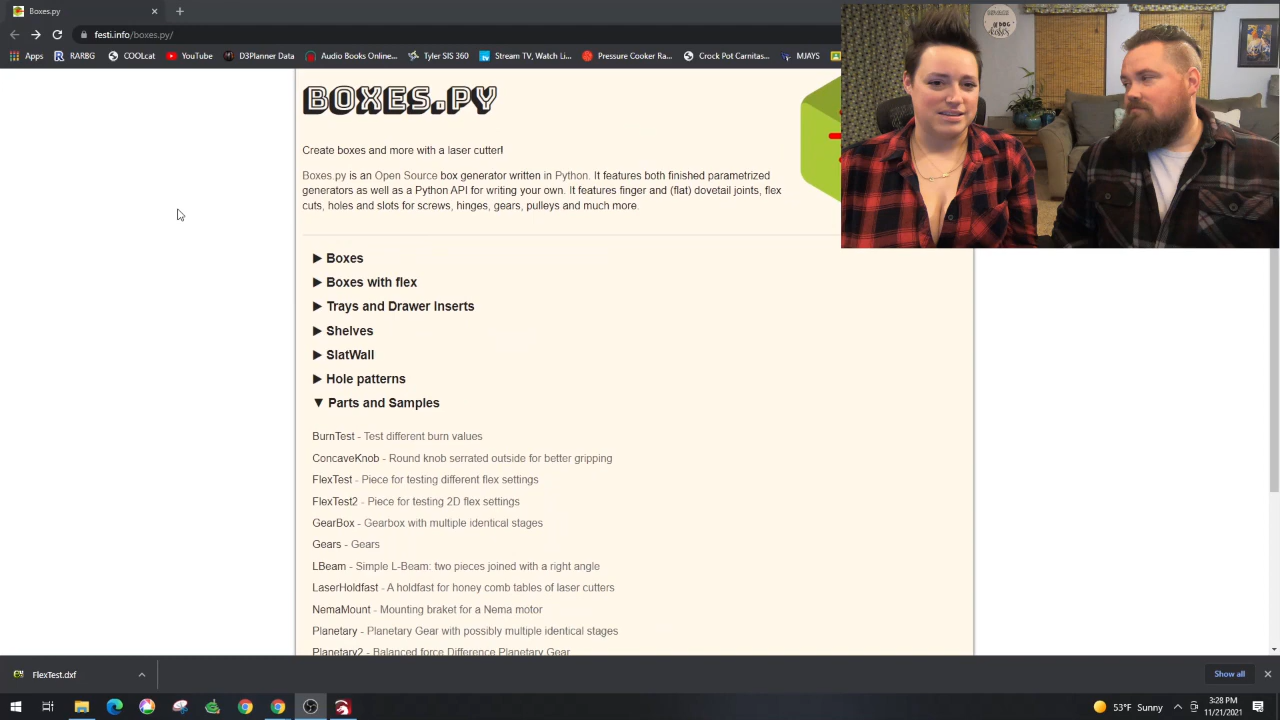 Boxes.py
festi.info/boxes.py/
Apps RARBG COOLcat YouTube D3Planner Data Audio Books Online... Tyler SIS 360 Stream TV, Watch Li... Pressure Cooker Ra... Crock Pot Carnitas... MJAYS
BOXES.PY
Create boxes and more with a laser cutter!
Boxes.py is an Open Source box generator written in Python. It features both finished parametrized
generators as well as a Python API for writing your own. It features finger and (flat) dovetail joints, flex
cuts, holes and slots for screws, hinges, gears, pulleys and much more.
Boxes
Boxes with flex
Trays and Drawer Inserts
Shelves
SlatWall
Hole patterns
Parts and Samples
BurnTest - Test different burn values
ConcaveKnob - Round knob serrated outside for better gripping
FlexTest - Piece for testing different flex settings
FlexTest2 - Piece for testing 2D flex settings
GearBox - Gearbox with multiple identical stages
Gears - Gears
LBeam - Simple L-Beam: two pieces joined with a right angle
LaserHoldfast - A holdfast for honey comb tables of laser cutters
NemaMount - Mounting braket for a Nema motor
Planetary - Planetary Gear with possibly multiple identical stages
Planetary2 - Balanced force Difference Planetary Gear
FlexTest.dxf
Show all
53°F Sunny
3:28 PM
11/21/2021